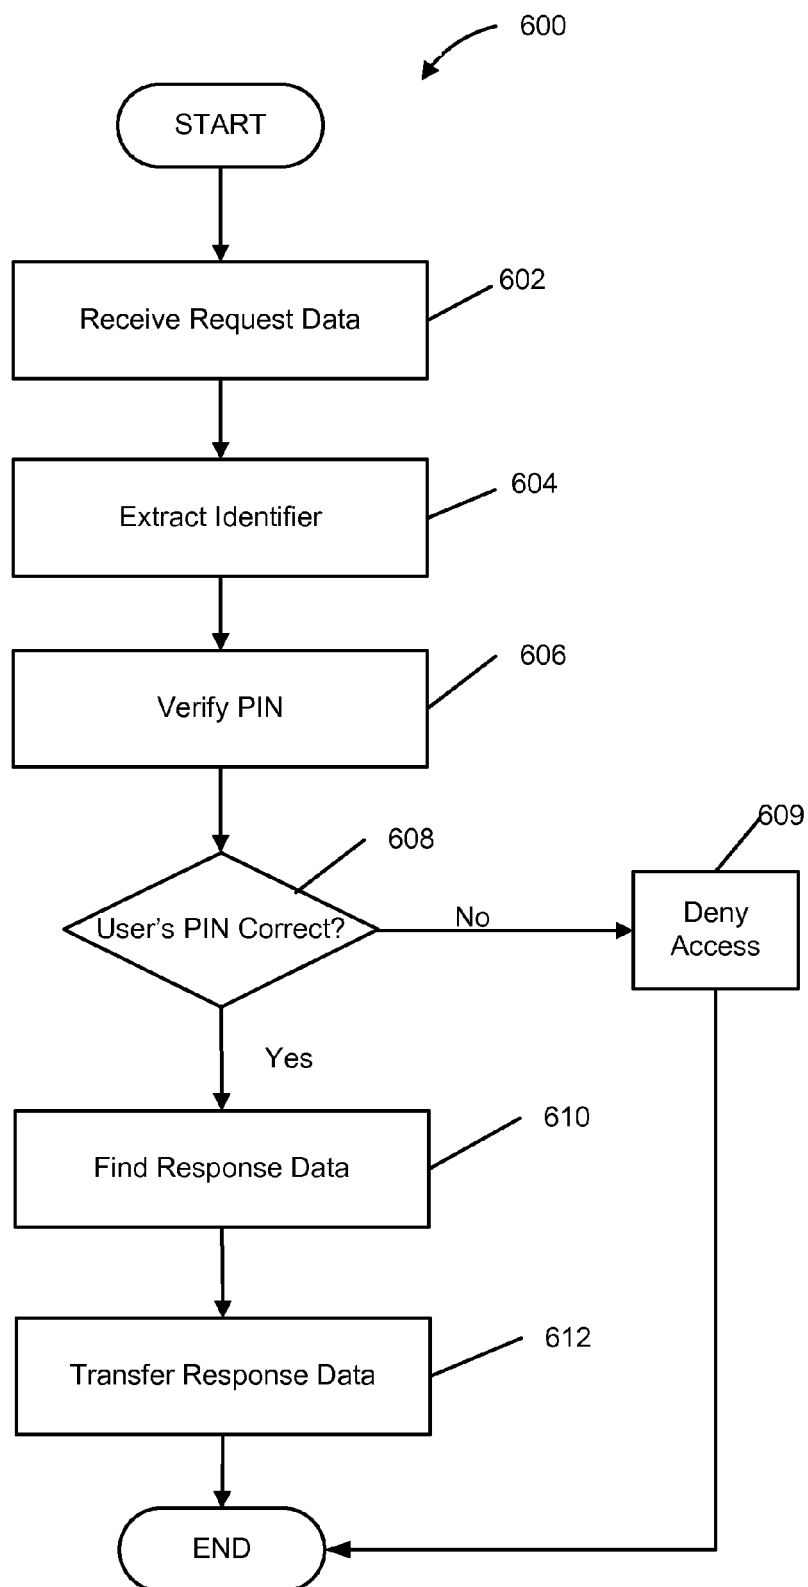 600
START
602
Receive Request Data
604
Extract Identifier
606
Verify PIN
608
609
User's PIN Correct?
No
Deny
Access
Yes
610
Find Response Data
612
Transfer Response Data
END